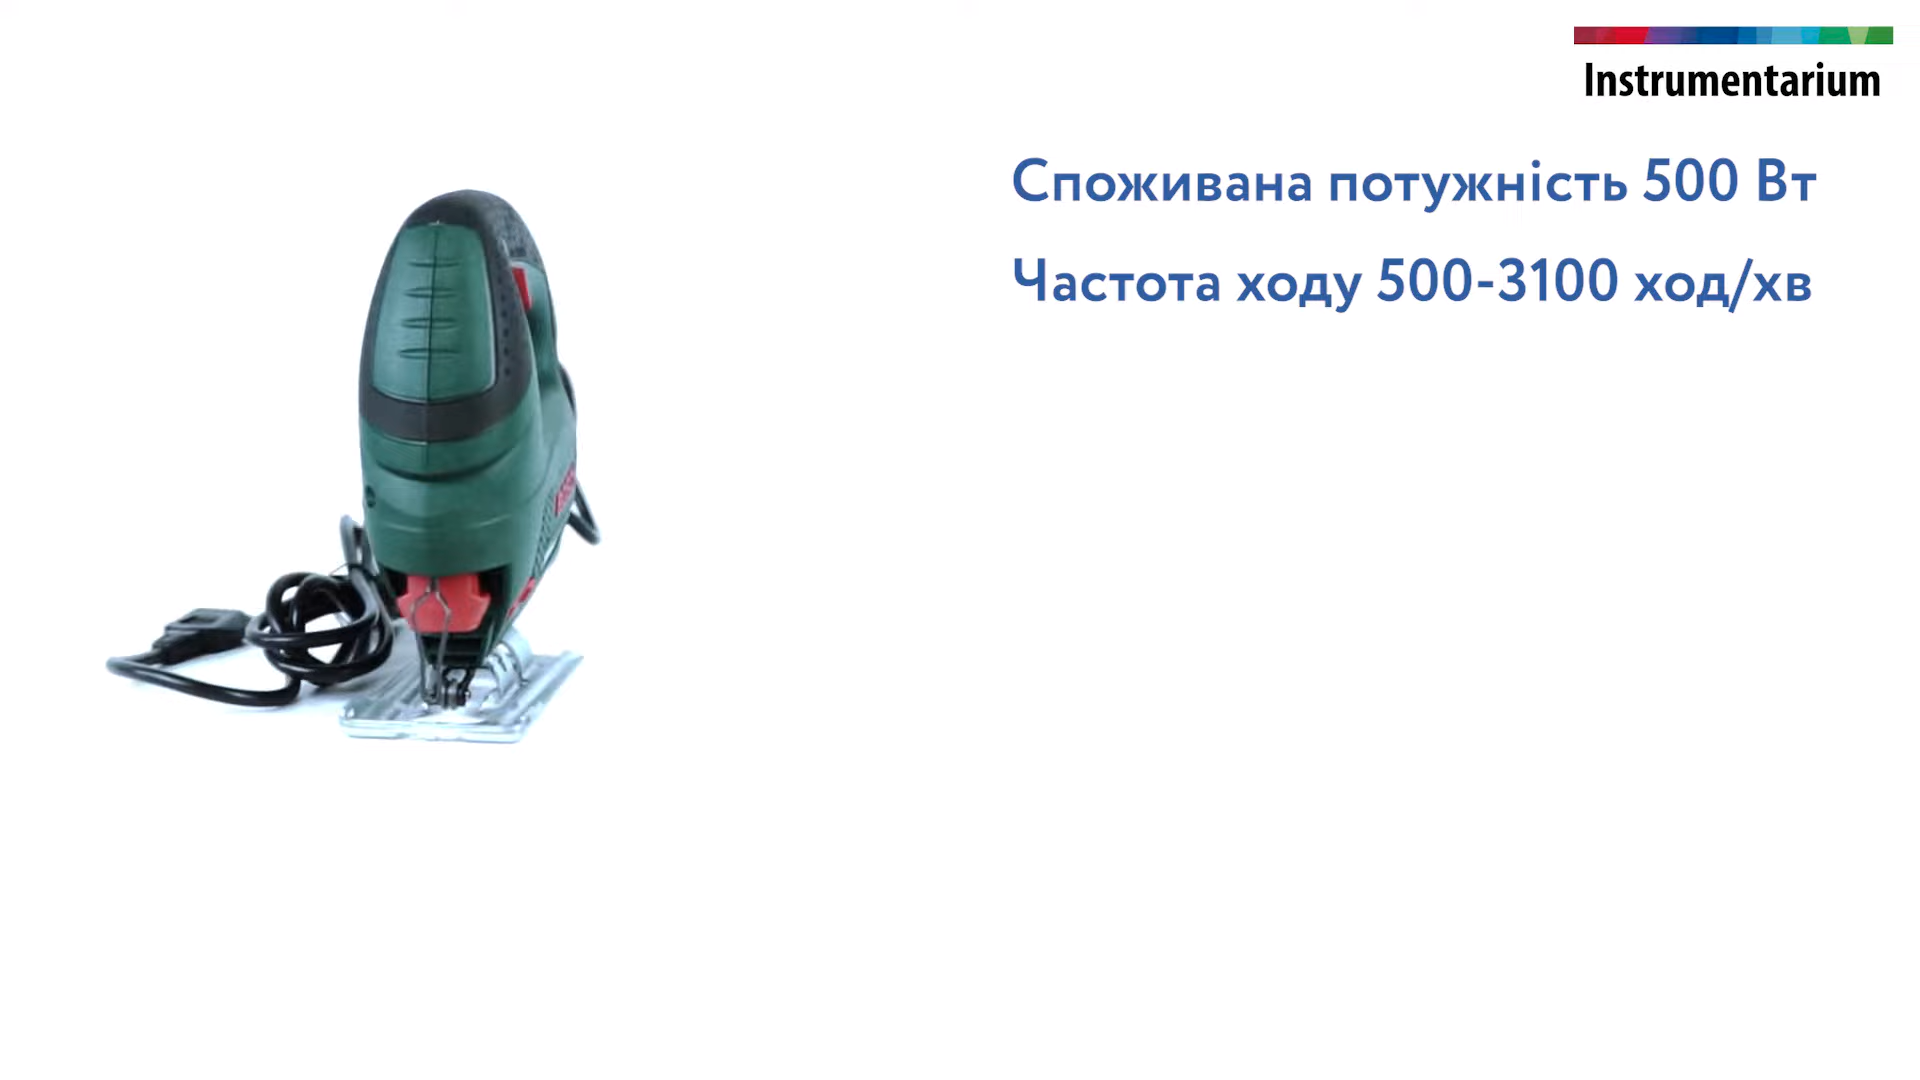 Instrumentarium
Споживана потужність 500 Вт
Частота ходу 500-3100 ход/хв